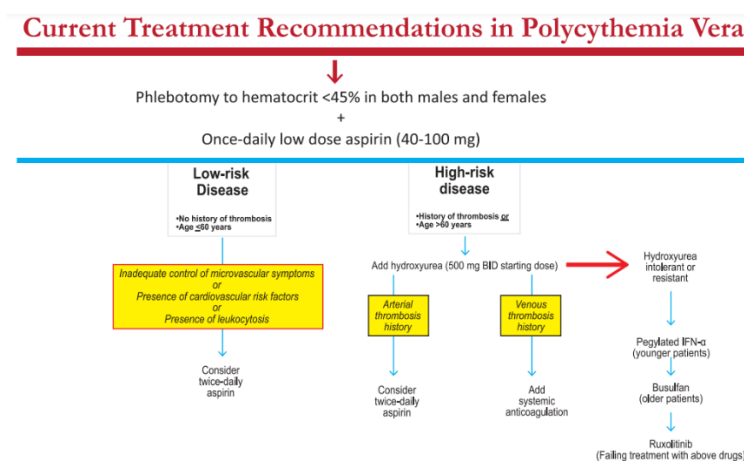 Current Treatment Recommendations in Polycythemia Vera
Phlebotomy to hematocrit <45% in both males and females
+
Once-daily low dose aspirin (40-100 mg)
Low-risk
Disease
•No history of thrombosis
•Age ≤60 years
High-risk
disease
•History of thrombosis or
•Age >60 years
Inadequate control of microvascular symptoms
or
Presence of cardiovascular risk factors
or
Presence of leukocytosis
Consider
twice-daily
aspirin
Add hydroxyurea (500 mg BID starting dose)
Arterial
thrombosis
history
Consider
twice-daily
aspirin
Venous
thrombosis
history
Add
systemic
anticoagulation
Hydroxyurea
intolerant or
resistant
Pegylated IFN-α
(younger patients)
Busulfan
(older patients)
Ruxolitinib
(Failing treatment with above drugs)